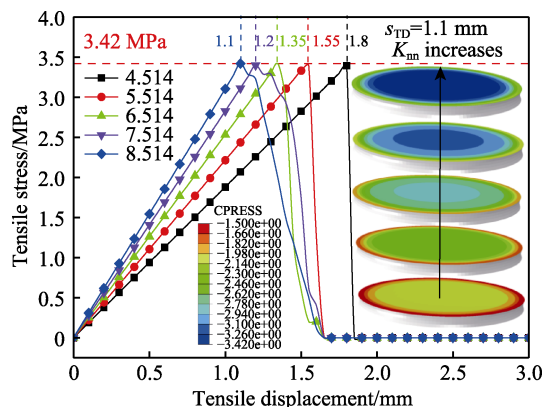 4.0
3.5
3.0
2.5
2.0
1.5
1.0
0.5
0
Tensile stress/MPa
3.42 MPa
1.1 1.2 1.35 1.55 1.8
4.514
5.514
6.514
7.514
8.514
sTD=1.1 mm
Knn increases
CPRESS
−1.500e+00
−1.660e+00
−1.820e+00
−1.980e+00
−2.140e+00
−2.300e+00
−2.460e+00
−2.620e+00
−2.780e+00
−2.940e+00
−3.100e+00
−3.260e+00
−3.420e+00
0.5 1.0 1.5 2.0 2.5 3.0
Tensile displacement/mm